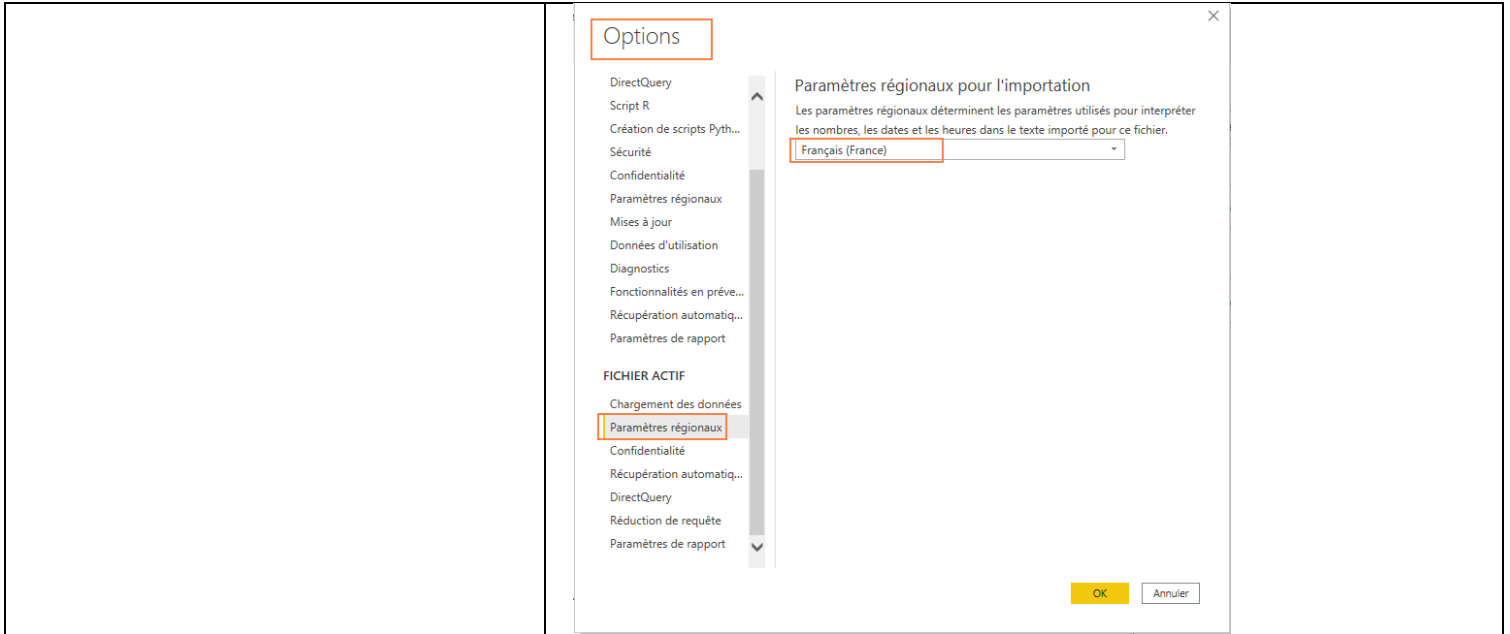 Options
DirectQuery
Script R
Création de scripts Pyth...
Sécurité
Confidentialité
Paramètres régionaux
Mises à jour
Données d'utilisation
Diagnostics
Fonctionnalités en préve...
Récupération automatiq...
Paramètres de rapport
FICHIER ACTIF
Chargement des données
Paramètres régionaux
Confidentialité
Récupération automatiq...
DirectQuery
Réduction de requête
Paramètres de rapport
Paramètres régionaux pour l'importation
Les paramètres régionaux déterminent les paramètres utilisés pour interpréter
les nombres, les dates et les heures dans le texte importé pour ce fichier.
Français (France)
OK
Annuler